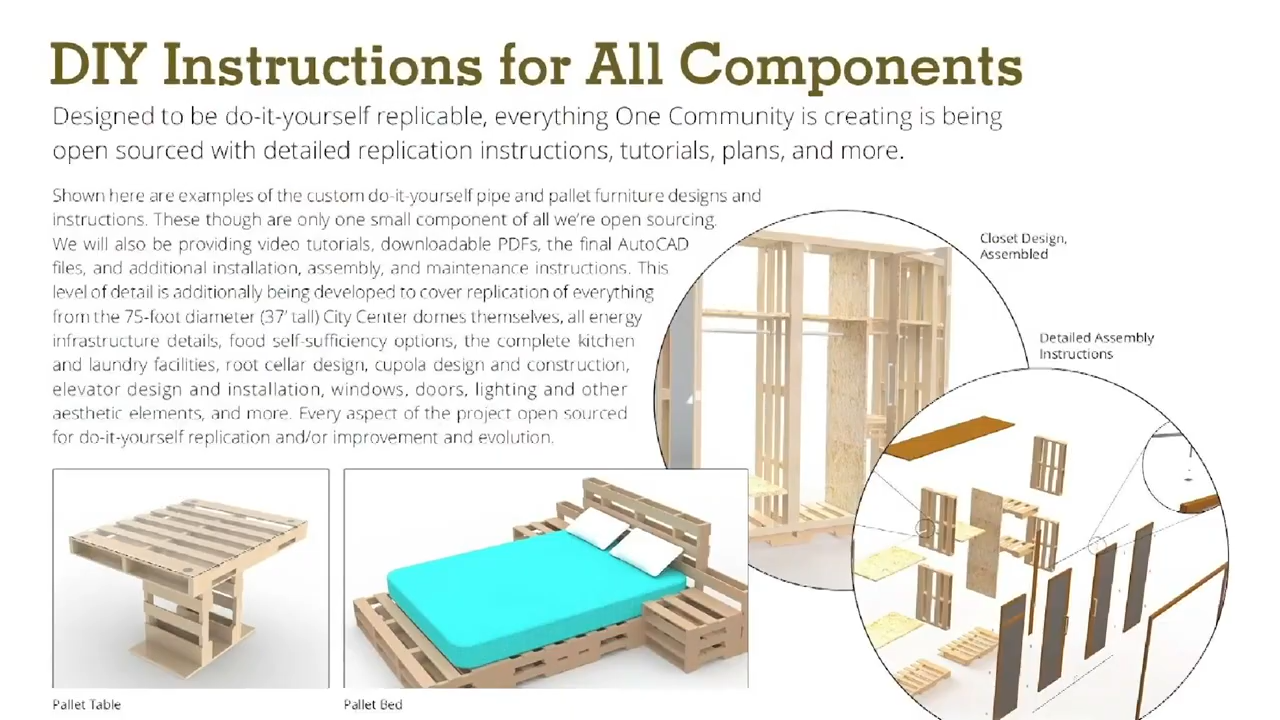 DIY Instructions for All Components
Designed to be do-it-yourself replicable, everything One Community is creating is being
open sourced with detailed replication instructions, tutorials, plans, and more.
Shown here are examples of the custom do-it-yourself pipe and pallet furniture designs and
instructions. These though are only one small component of all we're open sourcing.
We will also be providing video tutorials, downloadable PDFs, the final AutoCAD
files, and additional installation, assembly, and maintenance instructions. This
level of detail is additionally being developed to cover replication of everything
from the 75-foot diameter (37' tall) City Center domes themselves, all energy
infrastructure details, food self-sufficiency options, the complete kitchen
and laundry facilities, root cellar design, cupola design and construction,
elevator design and installation, windows, doors, lighting and other
aesthetic elements, and more. Every aspect of the project open sourced
for do-it-yourself replication and/or improvement and evolution.
Closet Design,
Assembled
Detailed Assembly
Instructions
Pallet Table
Pallet Bed